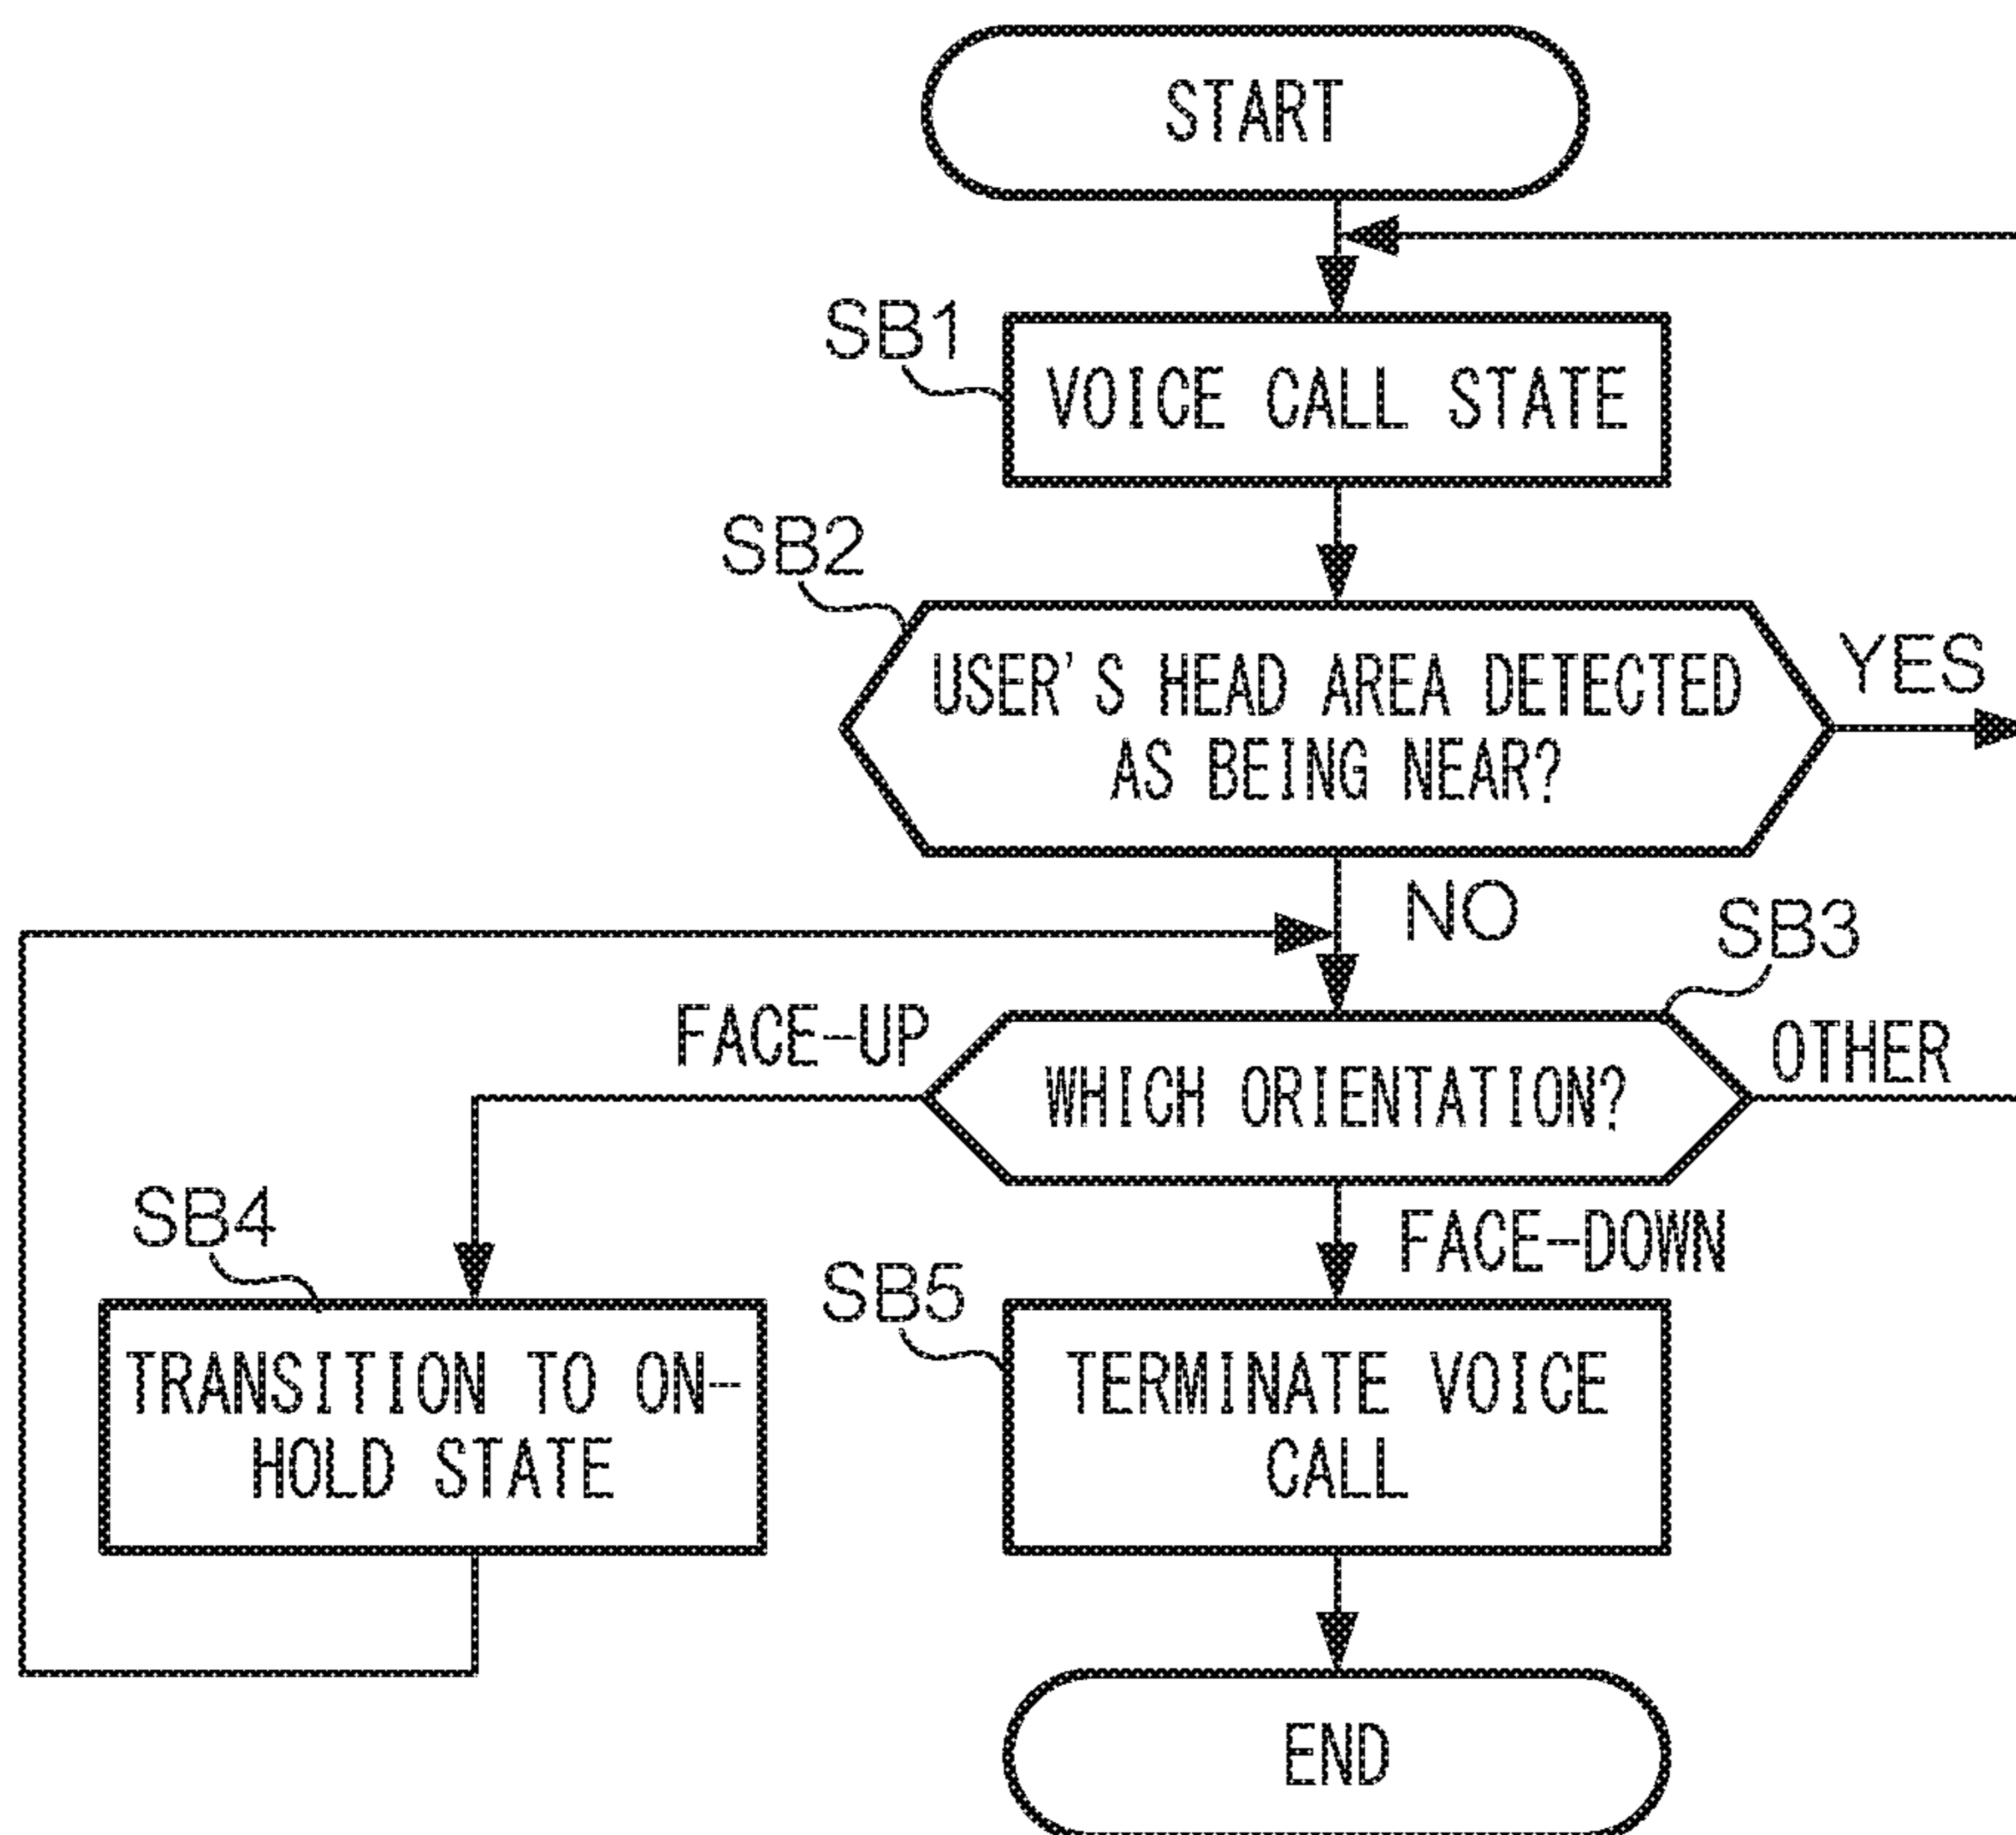 START
SB1
VOICE CALL STATE
SB2
USER'S HEAD AREA DETECTED
AS BEING NEAR?
YES
NO
SB3
FACE-UP
WHICH ORIENTATION?
OTHER
SB4
FACE-DOWN
SB5
TRANSITION TO ON-
HOLD STATE
TERMINATE VOICE
CALL
END